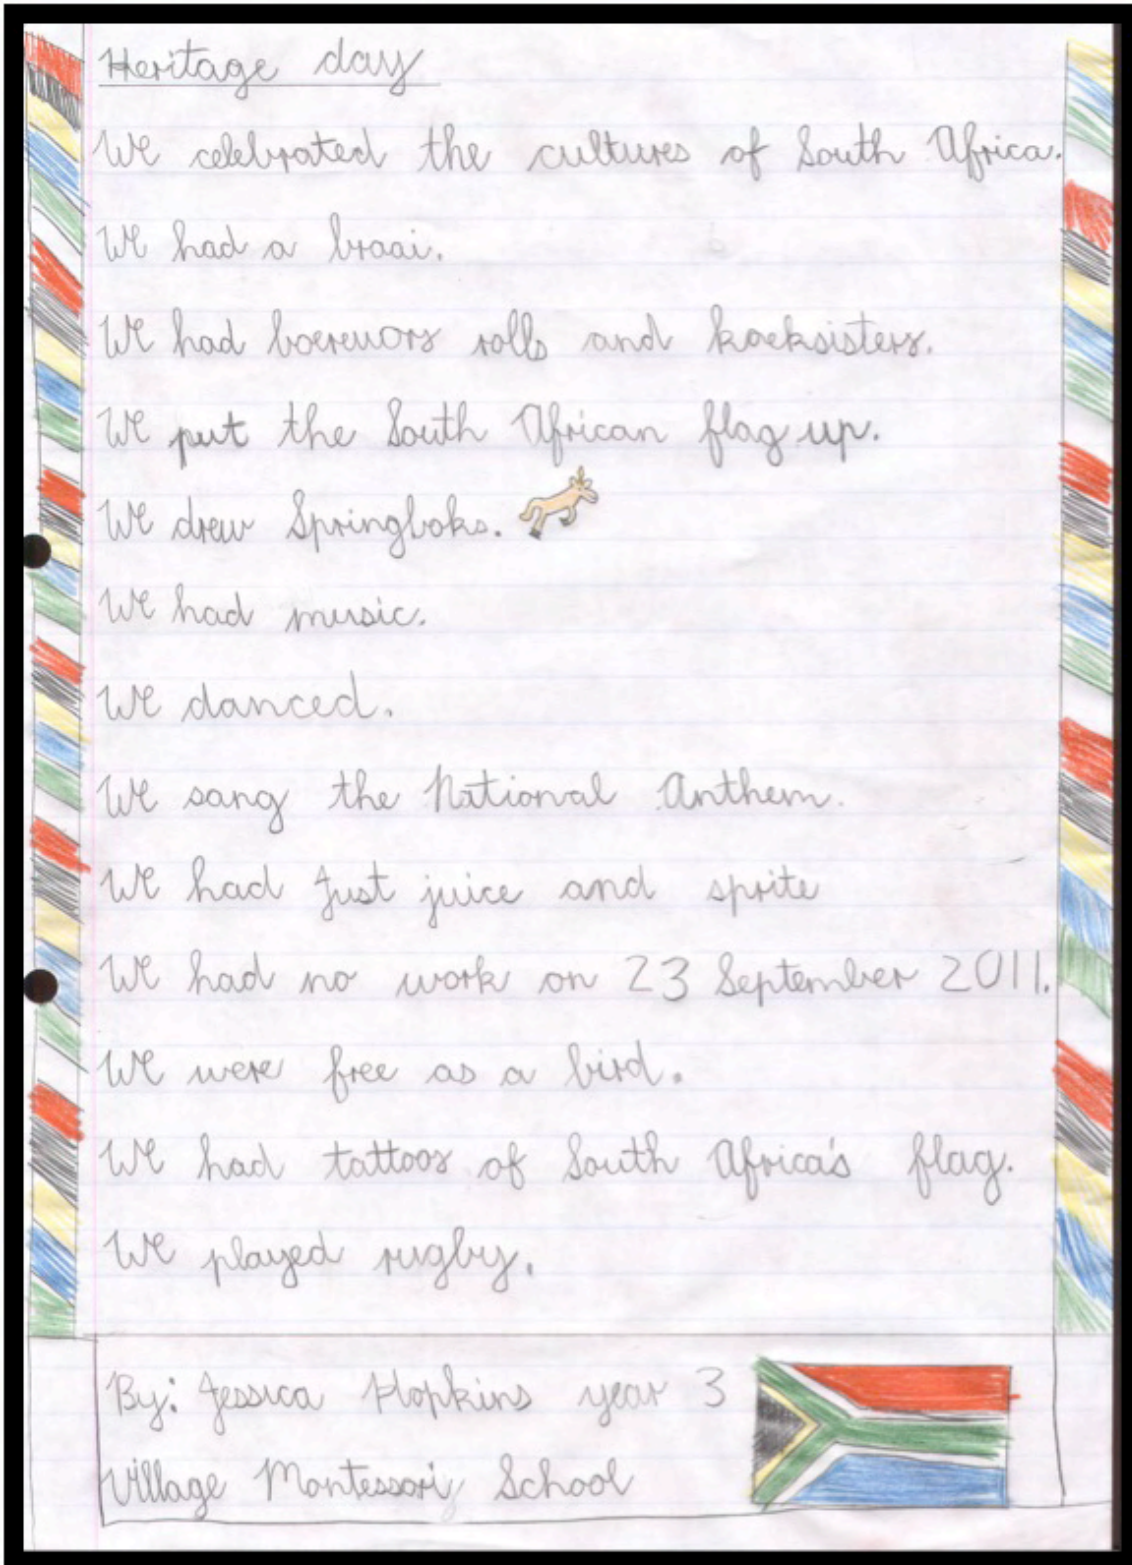 Heritage day
We celebrated the cultures of South Africa.
We had a braai.
We had boerewors rolls and koeksisters.
We put the South African flag up.
We drew Springboks.
We had music.
We danced.
We sang the National Anthem.
We had Just juice and sprite
We had no work on 23 September 2011.
We were free as a bird.
We had tattoos of South Africa's flag.
We played rugby.
By: Jessica Hopkins year 3
Village Montessori School